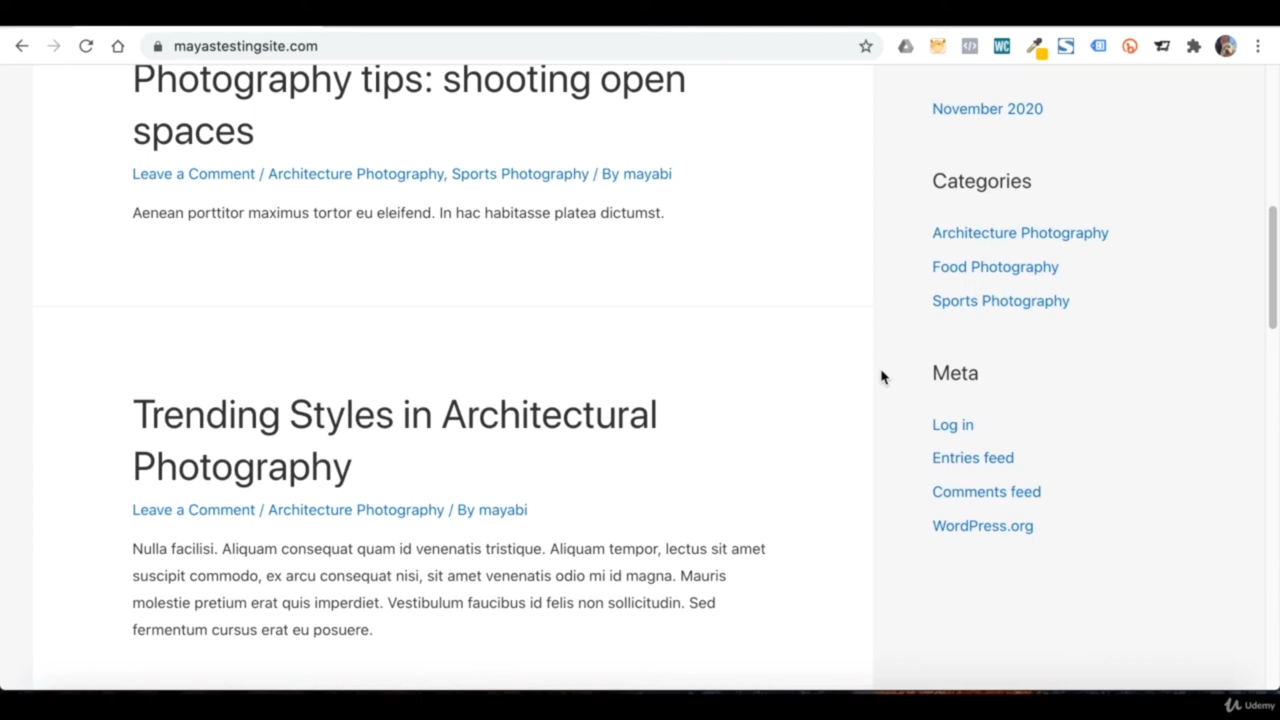 mayastestingsite.com
Photography tips: shooting open
spaces
Leave a Comment / Architecture Photography, Sports Photography / By mayabi
Aenean porttitor maximus tortor eu eleifend. In hac habitasse platea dictumst.
Trending Styles in Architectural
Photography
Leave a Comment / Architecture Photography / By mayabi
Nulla facilisi. Aliquam consequat quam id venenatis tristique. Aliquam tempor, lectus sit amet
suscipit commodo, ex arcu consequat nisi, sit amet venenatis odio mi id magna. Mauris
molestie pretium erat quis imperdiet. Vestibulum faucibus id felis non sollicitudin. Sed
fermentum cursus erat eu posuere.
November 2020
Categories
Architecture Photography
Food Photography
Sports Photography
Meta
Log in
Entries feed
Comments feed
WordPress.org
WC
Udemy